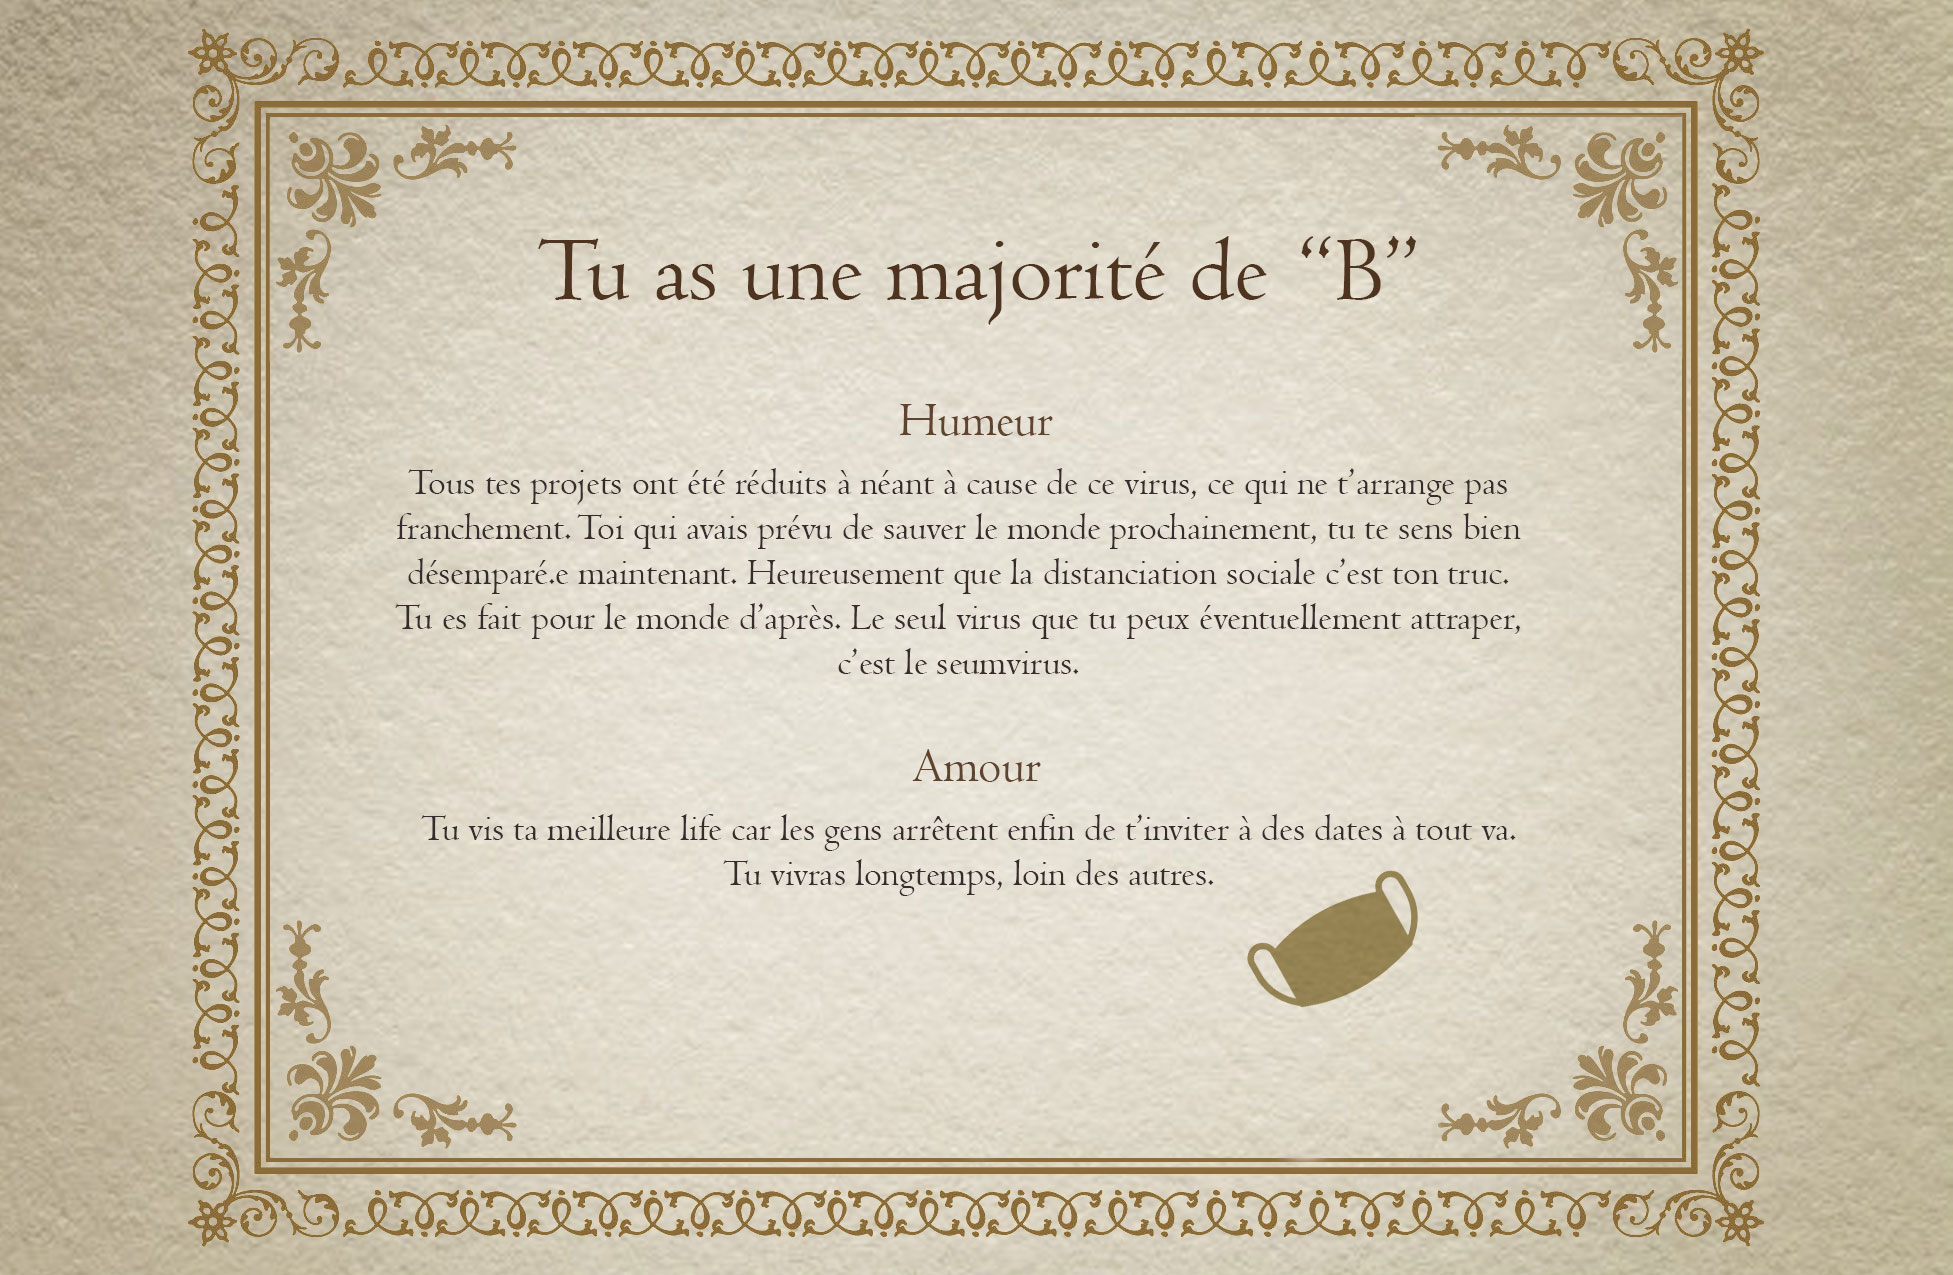 Tu as une majorité de “B”
Humeur
Tous tes projets ont été réduits à néant à cause de ce virus, ce qui ne t’arrange pas
franchement. Toi qui avais prévu de sauver le monde prochainement, tu te sens bien
désemparé.e maintenant. Heureusement que la distanciation sociale c’est ton truc.
Tu es fait pour le monde d’après. Le seul virus que tu peux éventuellement attraper,
c’est le seumvirus.
Amour
Tu vis ta meilleure life car les gens arrêtent enfin de t’inviter à des dates à tout va.
Tu vivras longtemps, loin des autres.